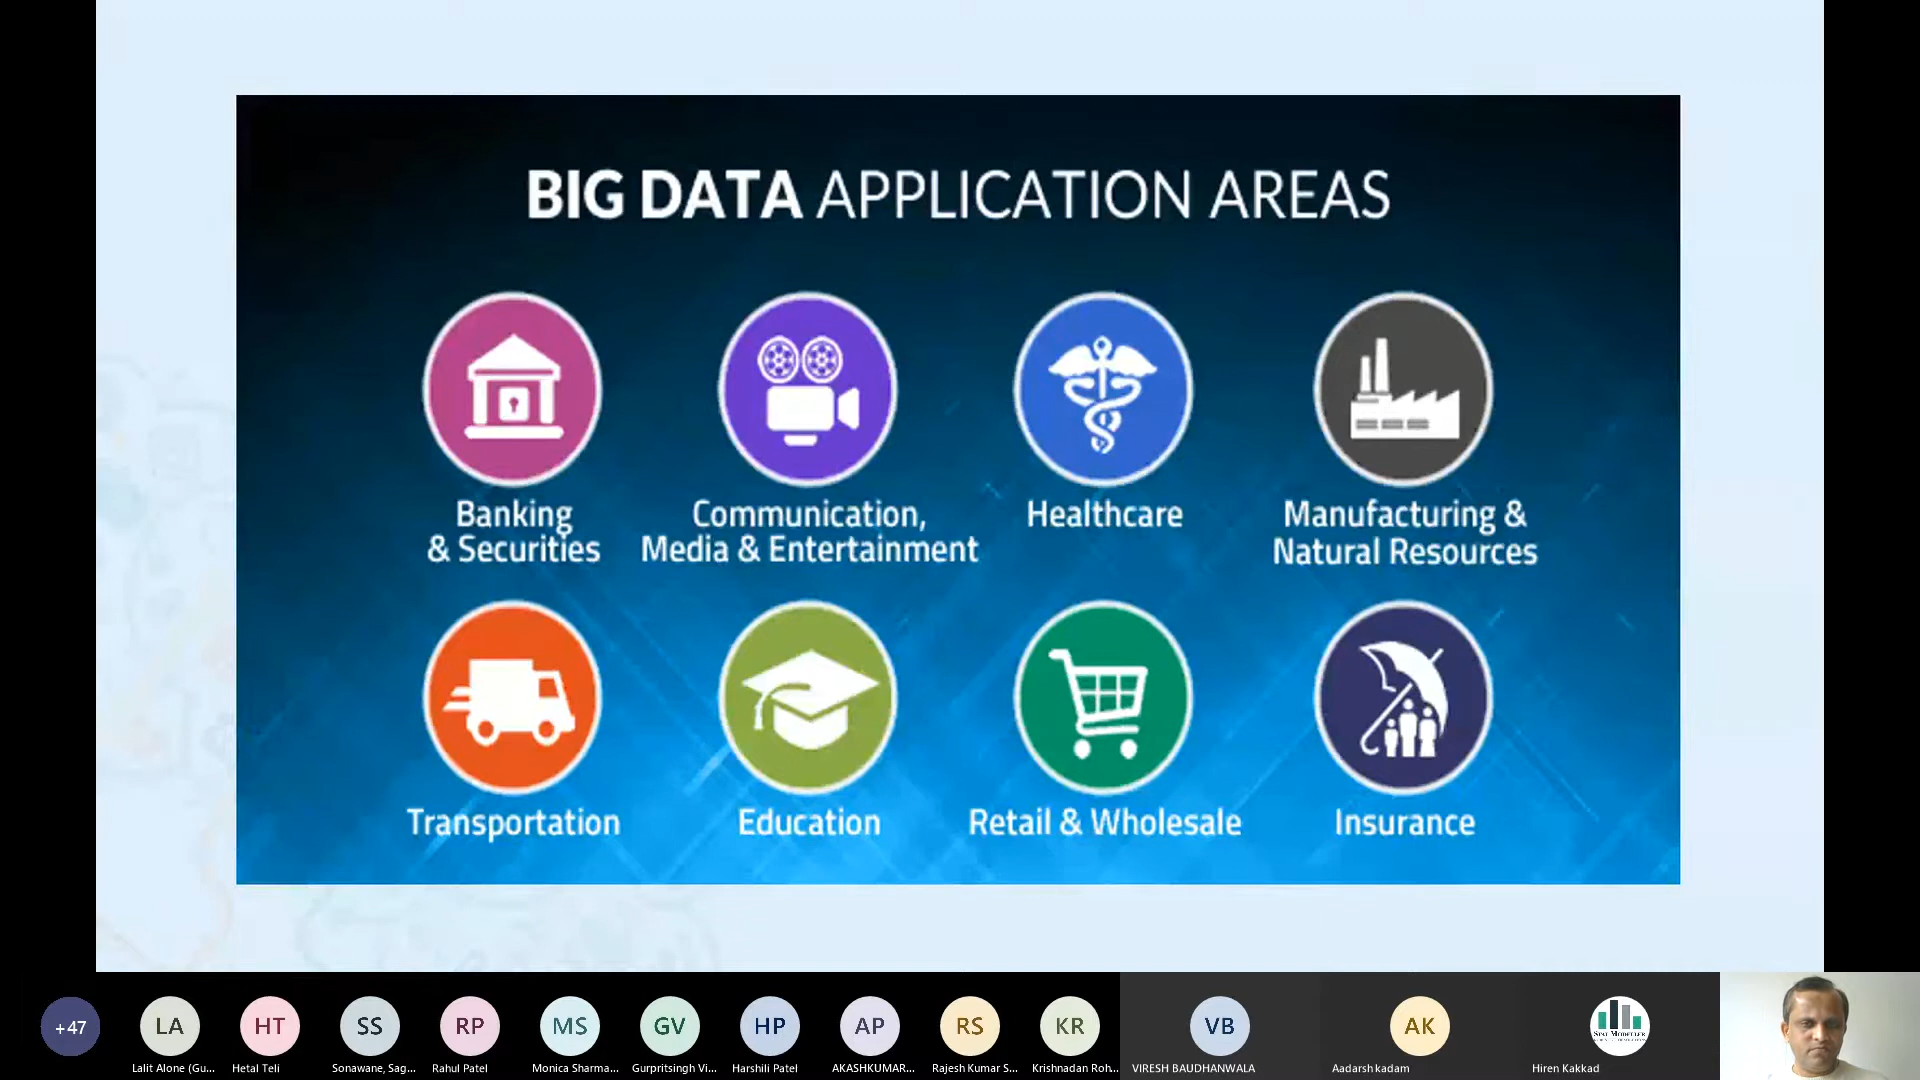 BIG DATA APPLICATION AREAS
Banking
& Securities
Communication,
Media & Entertainment
Healthcare
Manufacturing &
Natural Resources
Transportation
Education
Retail & Wholesale
Insurance
+47
LA
HT
SS
RP
MS
GV
HP
AP
RS
KR
VB
AK
STAT MODELLER
Lalit Alone (Gu...
Hetal Teli
Sonawane, Sag...
Rahul Patel
Monica Sharma...
Gurpritsingh Vi...
Harshili Patel
AKASHKUMAR...
Rajesh Kumar S...
Krishnadan Roh...
VIRESH BAUDHANWALA
Aadarsh kadam
Hiren Kakkad